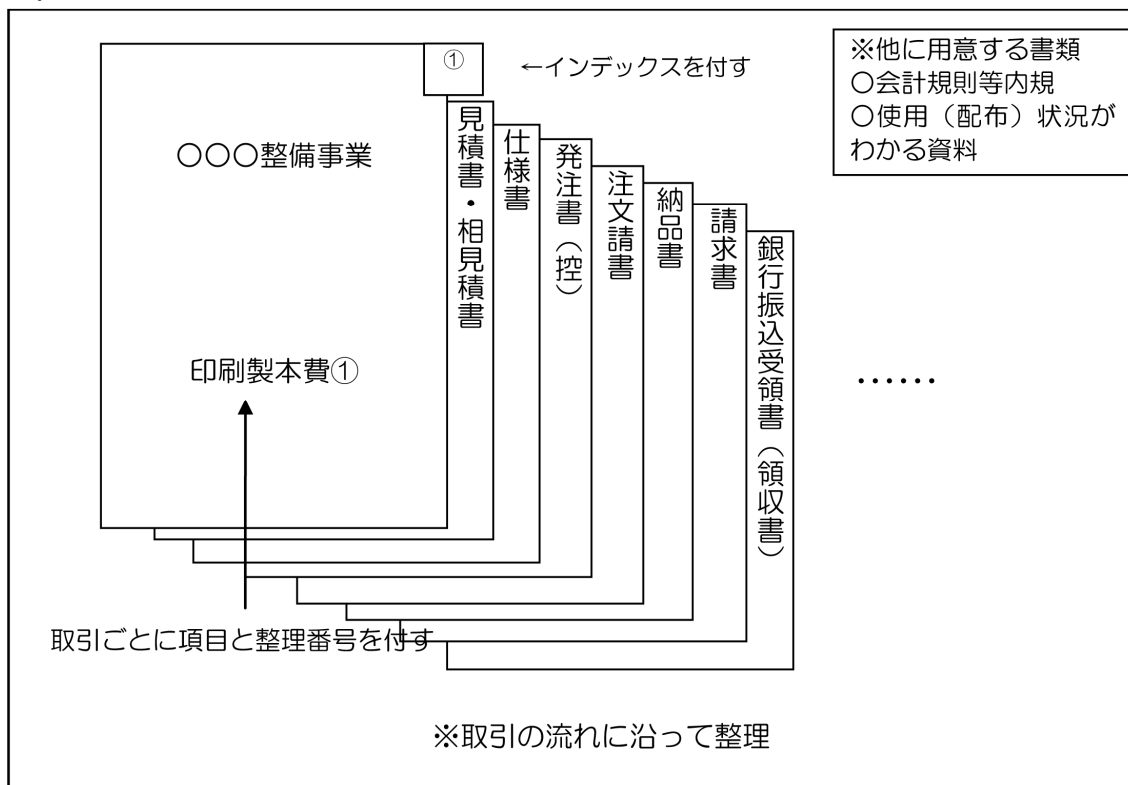 ①
←インデックスを付す
※他に用意する書類
〇会計規則等内規
〇使用（配布）状況が
わかる資料
〇〇〇整備事業
印刷製本費①
見積書・相見積書
仕様書
発注書（控）
注文請書
納品書
請求書
銀行振込受領書（領収書）
……
取引ごとに項目と整理番号を付す
※取引の流れに沿って整理